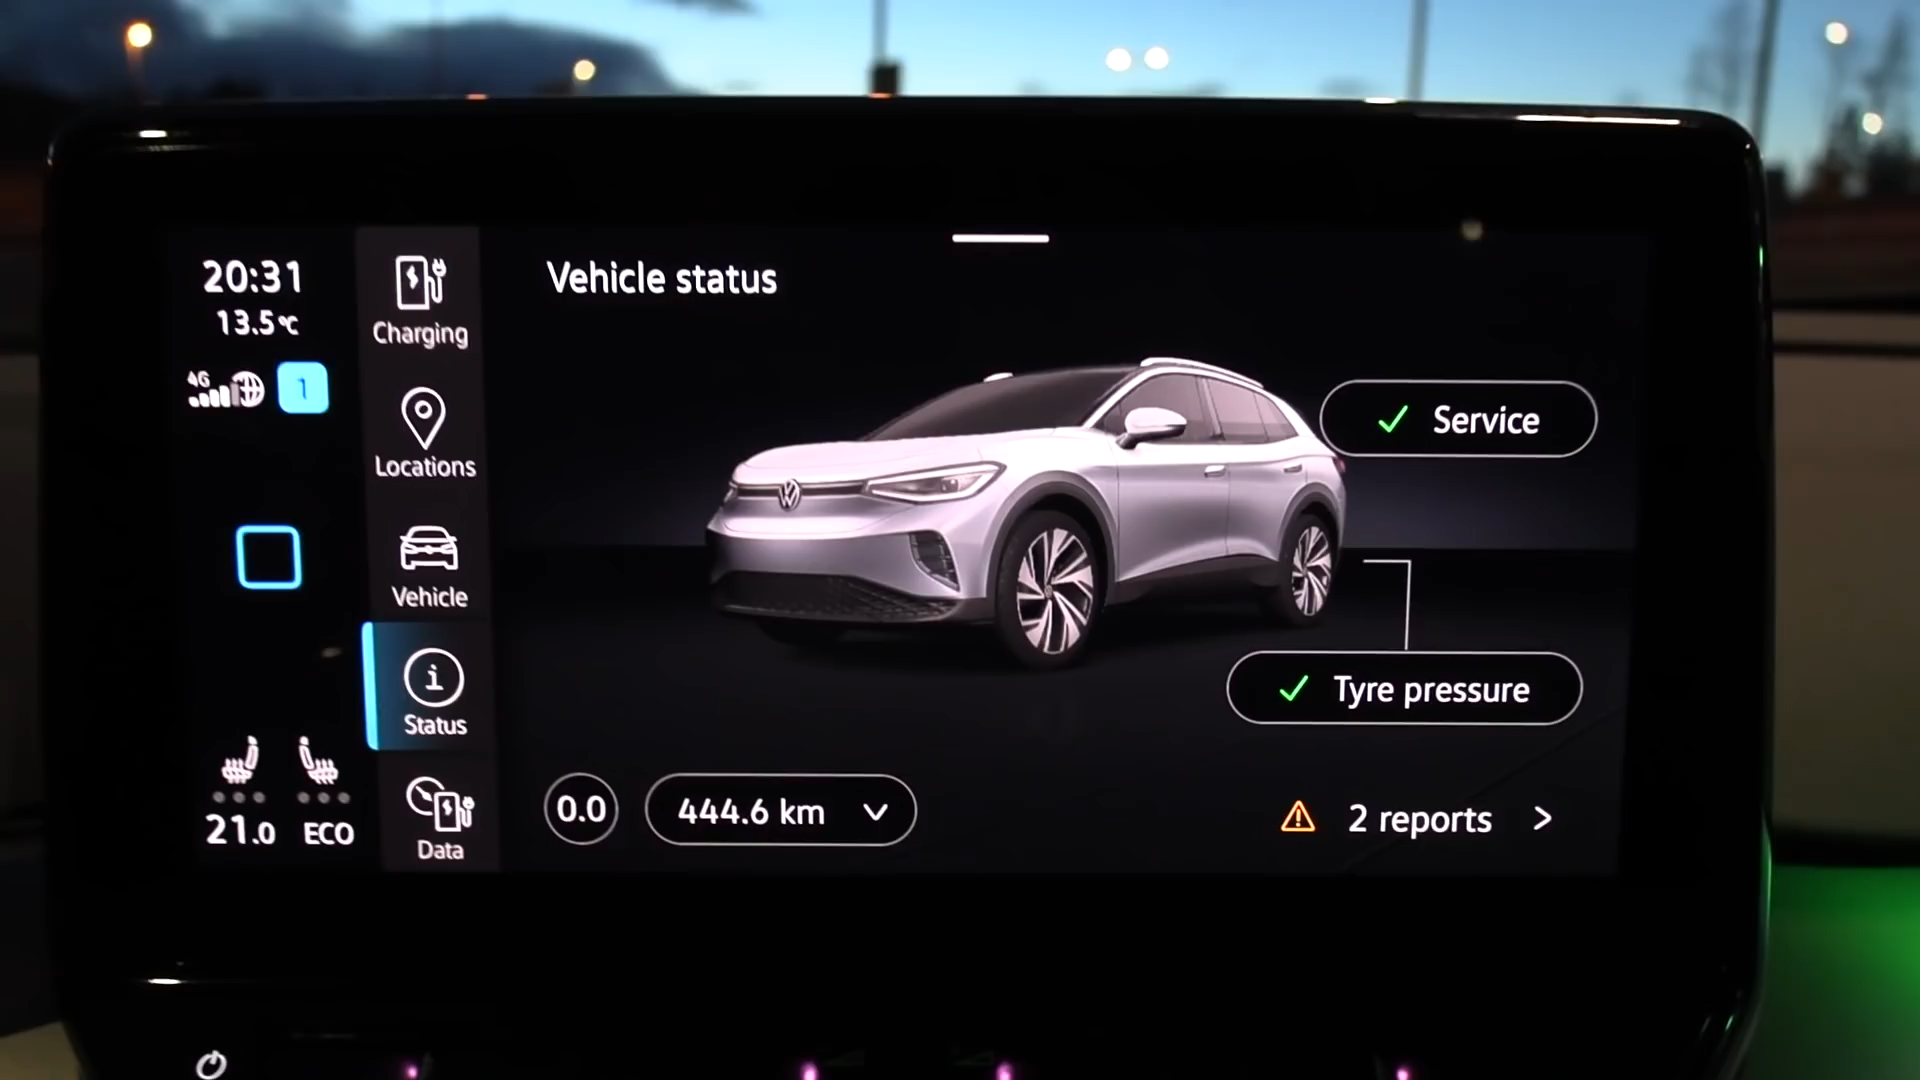 20:31
13.5°C
4G
1
21.0
ECO
Charging
Locations
Vehicle
Status
Data
Vehicle status
Service
Tyre pressure
0.0
444.6 km
2 reports